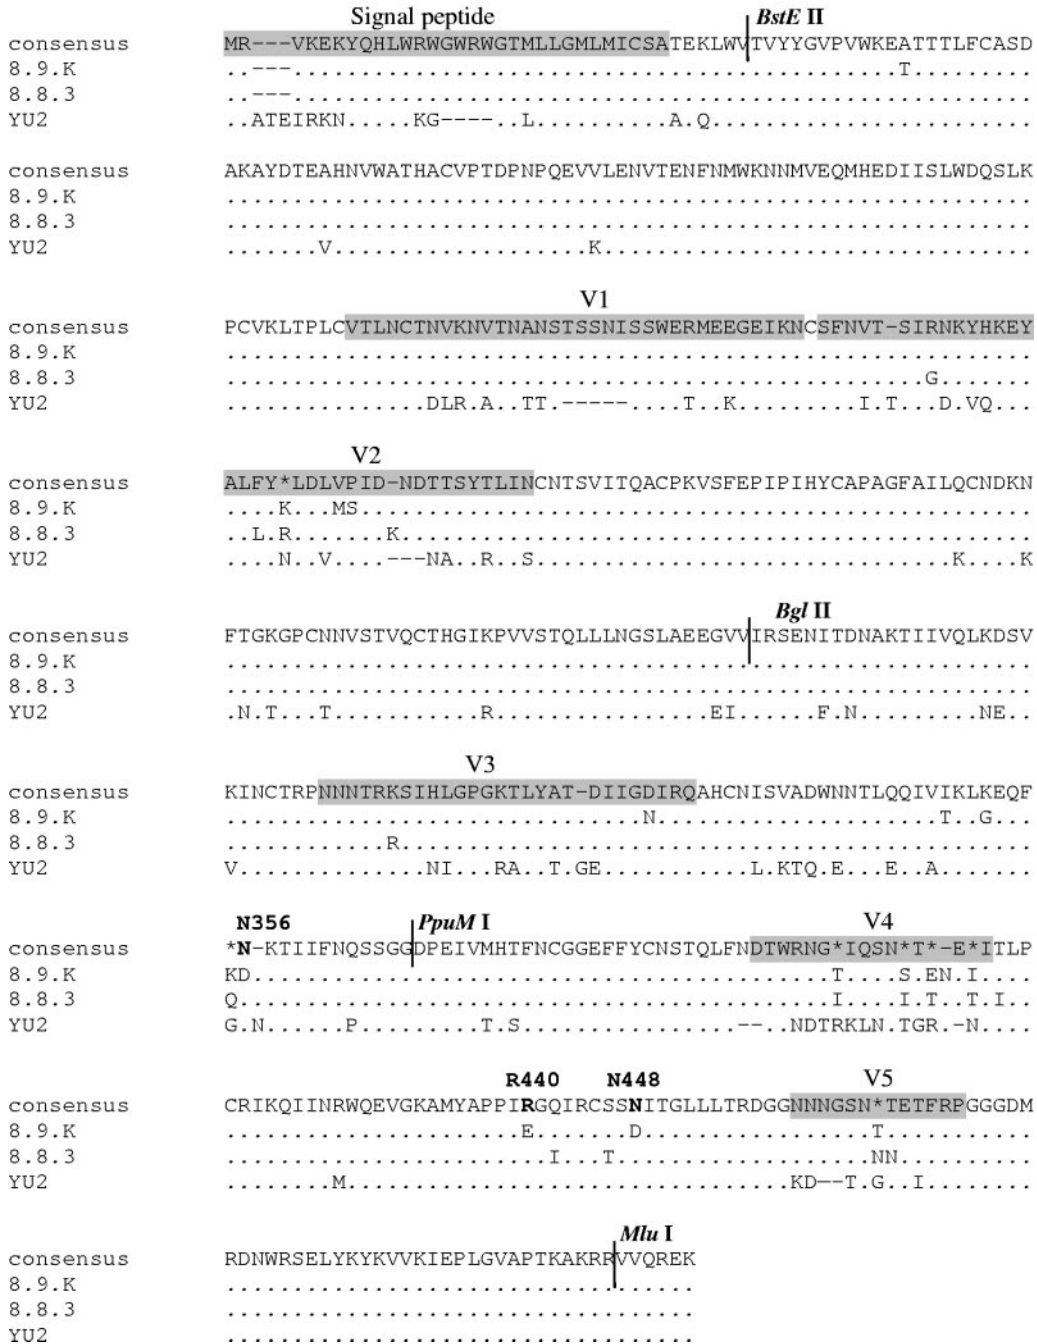 Signal peptide BstE II
consensus MR---VKEKYQHLWRWGWRWGTMLLGMLMICSATEKLWVTVYYGVPVWKEATTTLFCASD
8.9.K ..---.............................................T.........
8.8.3 ..---.......................................................
YU2 ..ATEIRKN.....KG----..L..........A.Q........................
consensus AKAYDTEAHNVWATHACVPTDPNPQEVVLENVTENFNMWKNNMVEQMHEDIISLWDQSLK
8.9.K ............................................................
8.8.3 ............................................................
YU2 .......V...................K................................
V1
consensus PCVKLTPLCVTLNCTNVKNVTNANSTSSNISSWERMEEGEIKNCSFNVT-SIRNKYHKEY
8.9.K ............................................................
8.8.3 ....................................................G.......
YU2 ...............DLR.A..TT.-----....T..K.........I.T...D.VQ...
V2
consensus ALFY*LDLVPID-NDTTSYTLINCNTSVITQACPKVSFEPIPIHYCAPAGFAILQCNDKN
8.9.K ....K...MS..................................................
8.8.3 ..L.R.......K...............................................
YU2 ....N..V....---NA..R..S...............................K....K
Bgl II
consensus FTGKGPCNNVSTVQCTHGIKPVVSTQLLLNGSLAEEGVVIRSENITDNAKTIIVQLKDSV
8.9.K ............................................................
8.8.3 ............................................................
YU2 .N.T...T...........R................EI......F.N.........NE..
V3
consensus KINCTRPNNNTRKSIHLGPGKTLYAT-DIIGDIRQAHCNISVADWNNTLQQIVIKLKEQF
8.9.K ...............................N.....................T..G...
8.8.3 ............R...............................................
YU2 V..............NI...RA..T.GE...........L.KTQ.E...E..A.......
N356 PpuM I V4
consensus *N-KTIIFNQSSGGDPEIVMHTFNCGGEFFYCNSTQLFNDTWRNG*IQSN*T*-E*ITLP
8.9.K KD...........................................T....S.EN.I....
8.8.3 Q............................................I....I.T..T.I..
YU2 G.N......P.........T.S................--..NDTRKLN.TGR.-N....
R440 N448 V5
consensus CRIKQIINRWQEVGKAMYAPPIRGQIRCSSNITGLLLTRDGGNNNGSN*TETFRPGGGDM
8.9.K ......................E.......D.................T...........
8.8.3 ........................I...T...................NN..........
YU2 ........M.................................KD--T.G..I........
Mlu I
consensus RDNWRSELYKYKVVKIEPLGVAPTKAKRRVVQREK
8.9.K ...................................
8.8.3 ...................................
YU2 ...................................